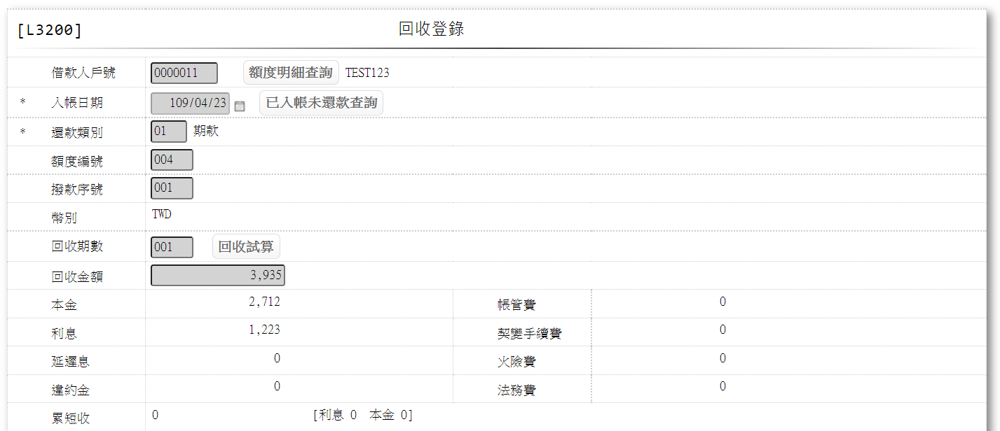 [L3200] 回收登錄
借款人戶號 0000011 額度明細查詢 TEST123
* 入帳日期 109/04/23 已入帳未還款查詢
* 還款類別 01 期款
額度編號 004
撥款序號 001
幣別 TWD
回收期數 001 回收試算
回收金額 3,935
本金 2,712 帳管費 0
利息 1,223 契變手續費 0
延遲息 0 火險費 0
違約金 0 法務費 0
累短收 0 [利息 0 本金 0]